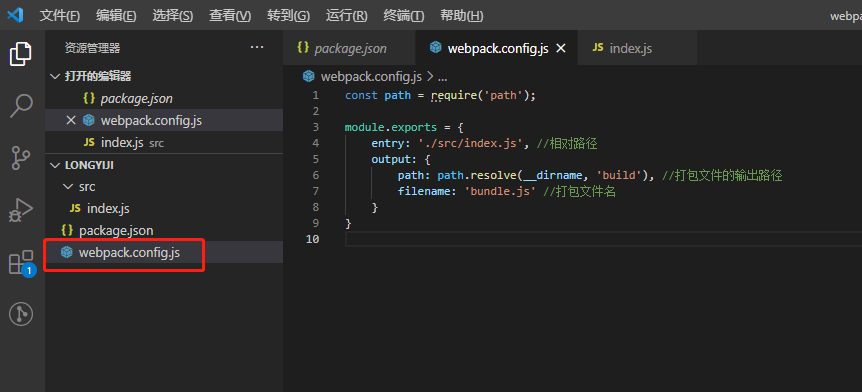 文件(F) 编辑(E) 选择(S) 查看(V) 转到(G) 运行(R) 终端(T) 帮助(H) webpa
资源管理器 ...
打开的编辑器
{} package.json
webpack.config.js
JS index.js src
LONGYIJI
src
JS index.js
{} package.json
webpack.config.js
1
{} package.json webpack.config.js JS index.js
webpack.config.js > ...
1 const path = require('path');
2
3 module.exports = {
4 entry: './src/index.js', //相对路径
5 output: {
6 path: path.resolve(__dirname, 'build'), //打包文件的输出路径
7 filename: 'bundle.js' //打包文件名
8 }
9 }
10